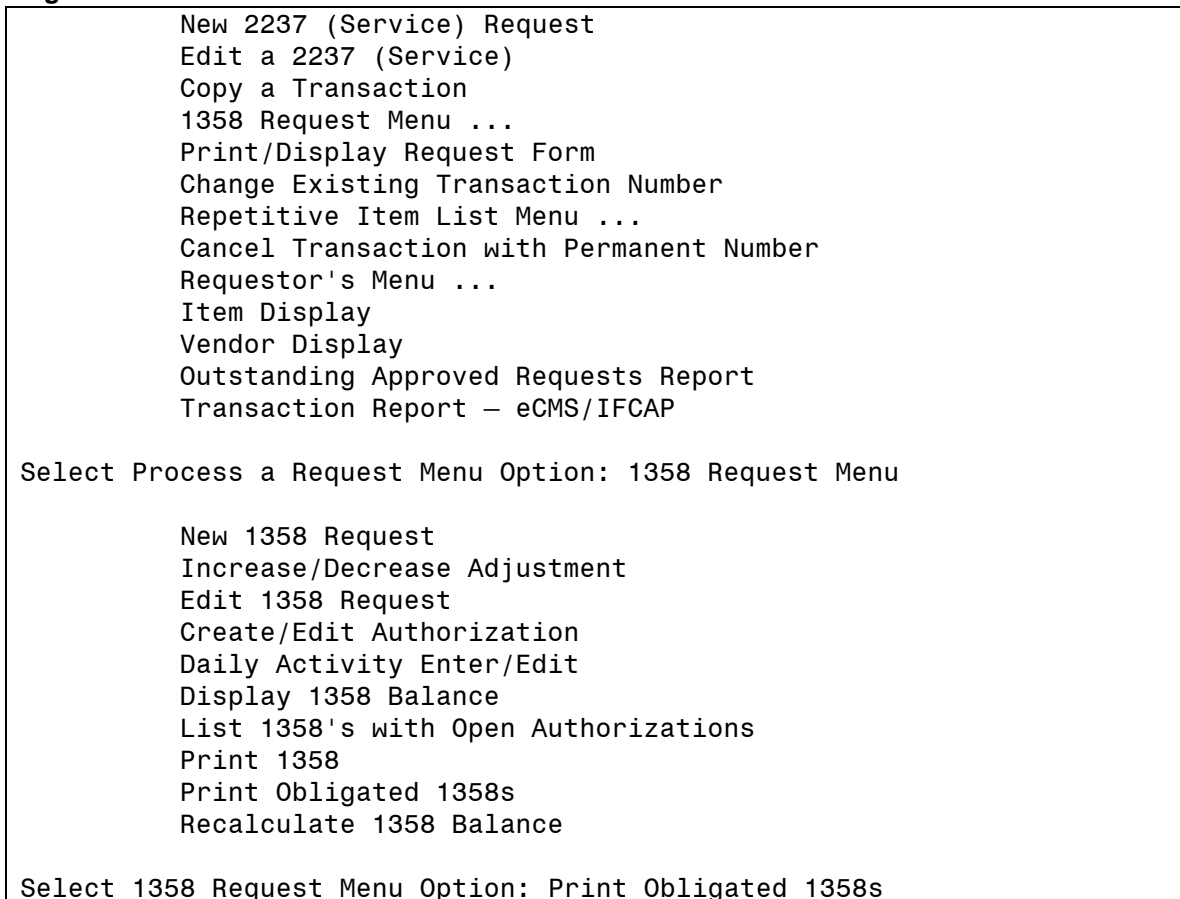 New 2237 (Service) Request
Edit a 2237 (Service)
Copy a Transaction
1358 Request Menu ...
Print/Display Request Form
Change Existing Transaction Number
Repetitive Item List Menu ...
Cancel Transaction with Permanent Number
Requestor's Menu ...
Item Display
Vendor Display
Outstanding Approved Requests Report
Transaction Report – eCMS/IFCAP
Select Process a Request Menu Option: 1358 Request Menu
New 1358 Request
Increase/Decrease Adjustment
Edit 1358 Request
Create/Edit Authorization
Daily Activity Enter/Edit
Display 1358 Balance
List 1358's with Open Authorizations
Print 1358
Print Obligated 1358s
Recalculate 1358 Balance
Select 1358 Request Menu Option: Print Obligated 1358s